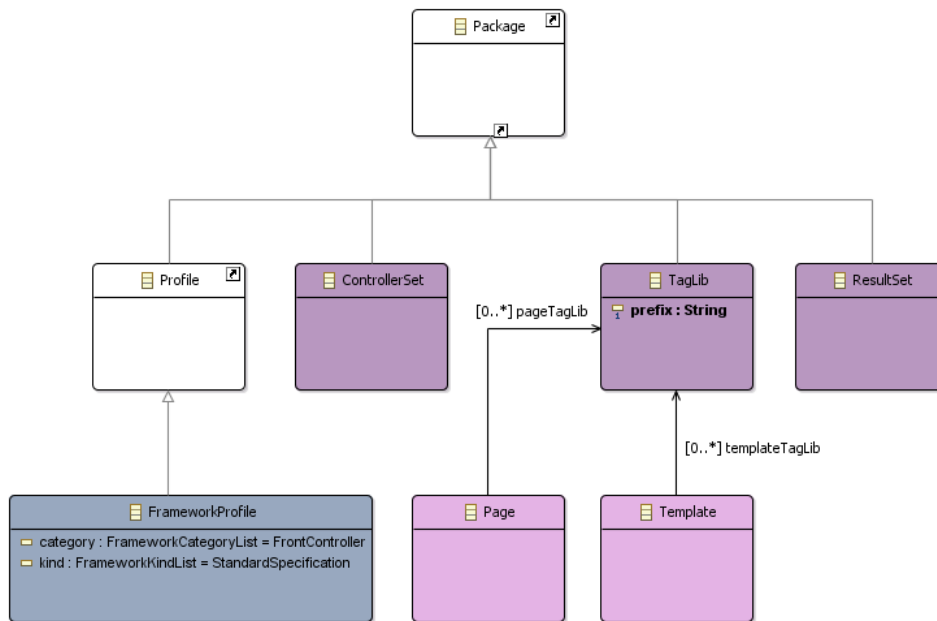 Package
Profile
ControllerSet
TagLib
ResultSet
prefix : String
[0..*] pageTagLib
[0..*] templateTagLib
FrameworkProfile
Page
Template
category : FrameworkCategoryList = FrontController
kind : FrameworkKindList = StandardSpecification